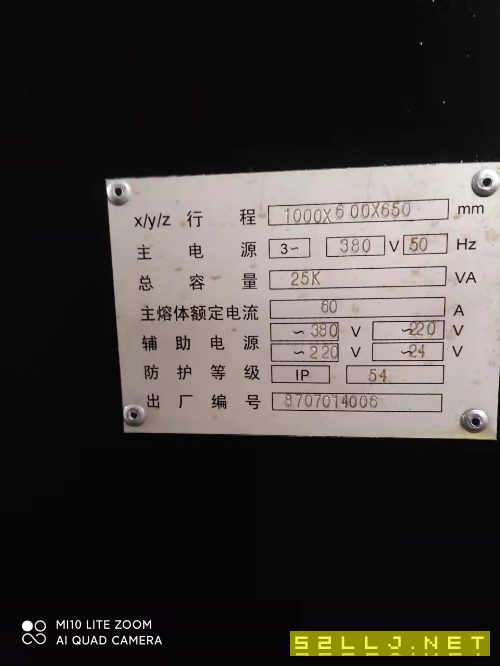 x/y/z 行 程 1000X600X650 mm
主 电 源 3~ 380 V 50 Hz
总 容 量 25K VA
主熔体额定电流 60 A
辅 助 电 源 ~380 V ~220 V
~220 V ~24 V
防 护 等 级 IP 54
出 厂 编 号 8707014006
MI10 LITE ZOOM
AI QUAD CAMERA
52LLJ.NET